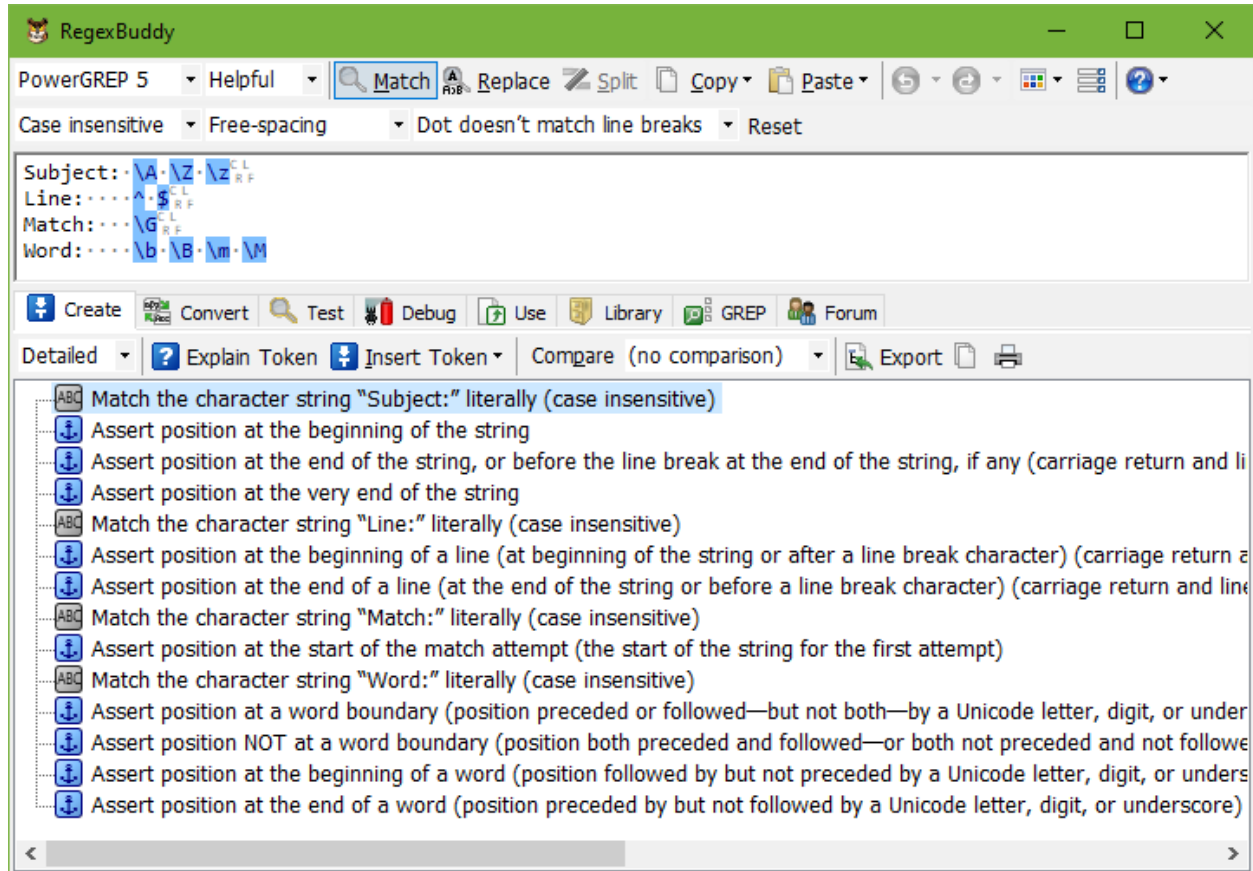 RegexBuddy
PowerGREP 5 Helpful Match Replace Split Copy Paste
Case insensitive Free-spacing Dot doesn’t match line breaks Reset
Subject: \A \Z \z
Line: ^ $
Match: \G
Word: \b \B \m \M
Create Convert Test Debug Use Library GREP Forum
Detailed Explain Token Insert Token Compare (no comparison) Export
Match the character string “Subject:” literally (case insensitive)
Assert position at the beginning of the string
Assert position at the end of the string, or before the line break at the end of the string, if any (carriage return and li
Assert position at the very end of the string
Match the character string “Line:” literally (case insensitive)
Assert position at the beginning of a line (at beginning of the string or after a line break character) (carriage return a
Assert position at the end of a line (at the end of the string or before a line break character) (carriage return and line
Match the character string “Match:” literally (case insensitive)
Assert position at the start of the match attempt (the start of the string for the first attempt)
Match the character string “Word:” literally (case insensitive)
Assert position at a word boundary (position preceded or followed—but not both—by a Unicode letter, digit, or under
Assert position NOT at a word boundary (position both preceded and followed—or both not preceded and not followe
Assert position at the beginning of a word (position followed by but not preceded by a Unicode letter, digit, or unders
Assert position at the end of a word (position preceded by but not followed by a Unicode letter, digit, or underscore)